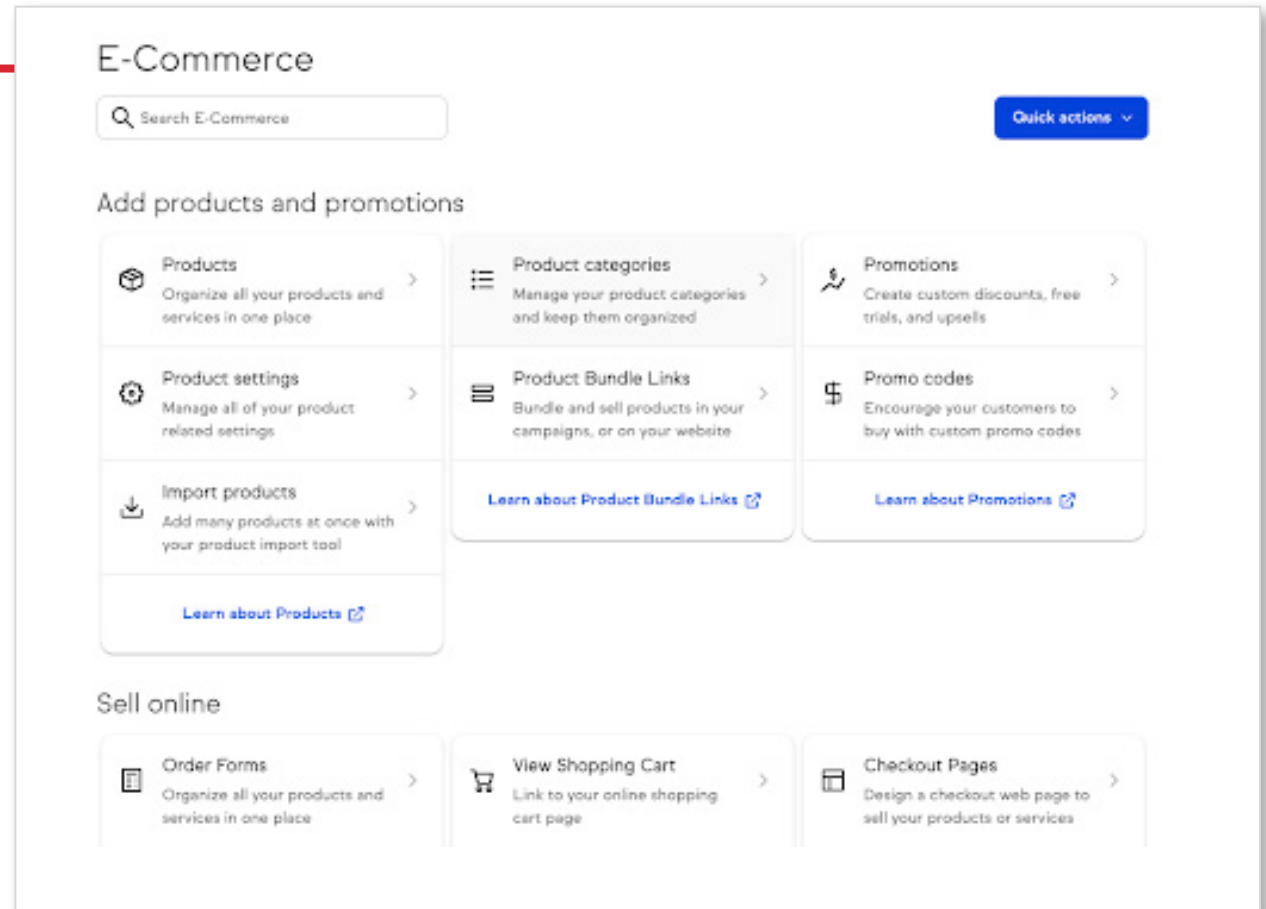 E-Commerce
Search E-Commerce
Quick actions
Add products and promotions
Products
Organize all your products and
services in one place
Product settings
Manage all of your product
related settings
Import products
Add many products at once with
your product import tool
Learn about Products
Product categories
Manage your product categories
and keep them organized
Product Bundle Links
Bundle and sell products in your
campaigns, or on your website
Learn about Product Bundle Links
Promotions
Create custom discounts, free
trials, and upsells
Promo codes
Encourage your customers to
buy with custom promo codes
Learn about Promotions
Sell online
Order Forms
Organize all your products and
services in one place
View Shopping Cart
Link to your online shopping
cart page
Checkout Pages
Design a checkout web page to
sell your products or services